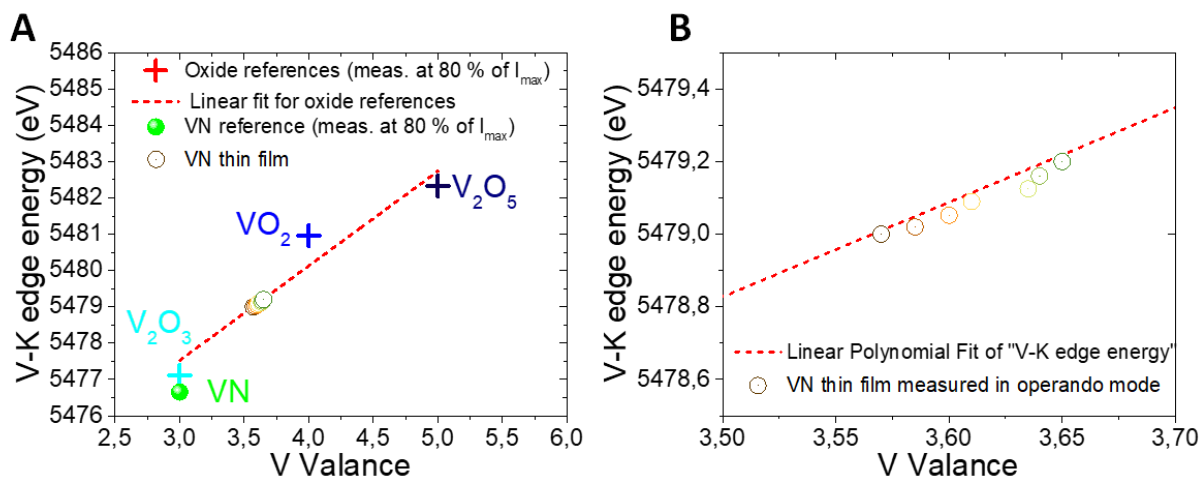 A
V-K edge energy (eV)
5486
5485
5484
5483
5482
5481
5480
5479
5478
5477
5476
Oxide references (meas. at 80 % of Imax)
Linear fit for oxide references
VN reference (meas. at 80 % of Imax)
VN thin film
V2O5
VO2
V2O3
VN
2,5 3,0 3,5 4,0 4,5 5,0 5,5 6,0
V Valance
B
V-K edge energy (eV)
5479,4
5479,2
5479,0
5478,8
5478,6
Linear Polynomial Fit of "V-K edge energy"
VN thin film measured in operando mode
3,50 3,55 3,60 3,65 3,70
V Valance